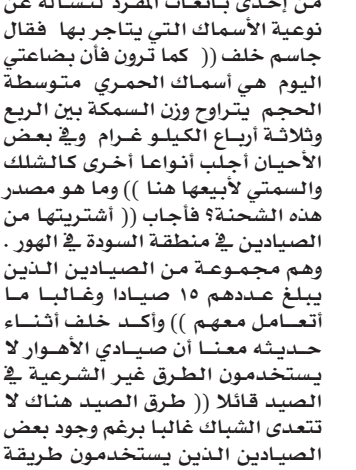 من إحدى بائعات المفرد لنسأله عن
نوعية الأسماك التي يتاجر بها فقال
جاسم خلف (( كما ترون فأن بضاعتي
اليوم هي أسماك الحمري متوسطة
الحجم يتراوح وزن السمكة بين الربع
وثلاثة أرباع الكيلو غرام وفي بعض
الأحيان أجلب أنواعا أخرى كالشلك
والسمتي لأبيعها هنا )) وما هو مصدر
هذه الشحنة؟ فأجاب (( أشتريتها من
الصيادين في منطقة السودة في الهور .
وهم مجموعة من الصيادين الذين
يبلغ عددهم ١٥ صيادا وغالبا ما
أتعامل معهم )) وأكد خلف أثناء
حديثه معنا أن صيادي الأهوار لا
يستخدمون الطرق غير الشرعية في
الصيد قائلا (( طرق الصيد هناك لا
تتعدى الشباك غالبا برغم وجود بعض
الصيادين الذين يستخدمون طريقة